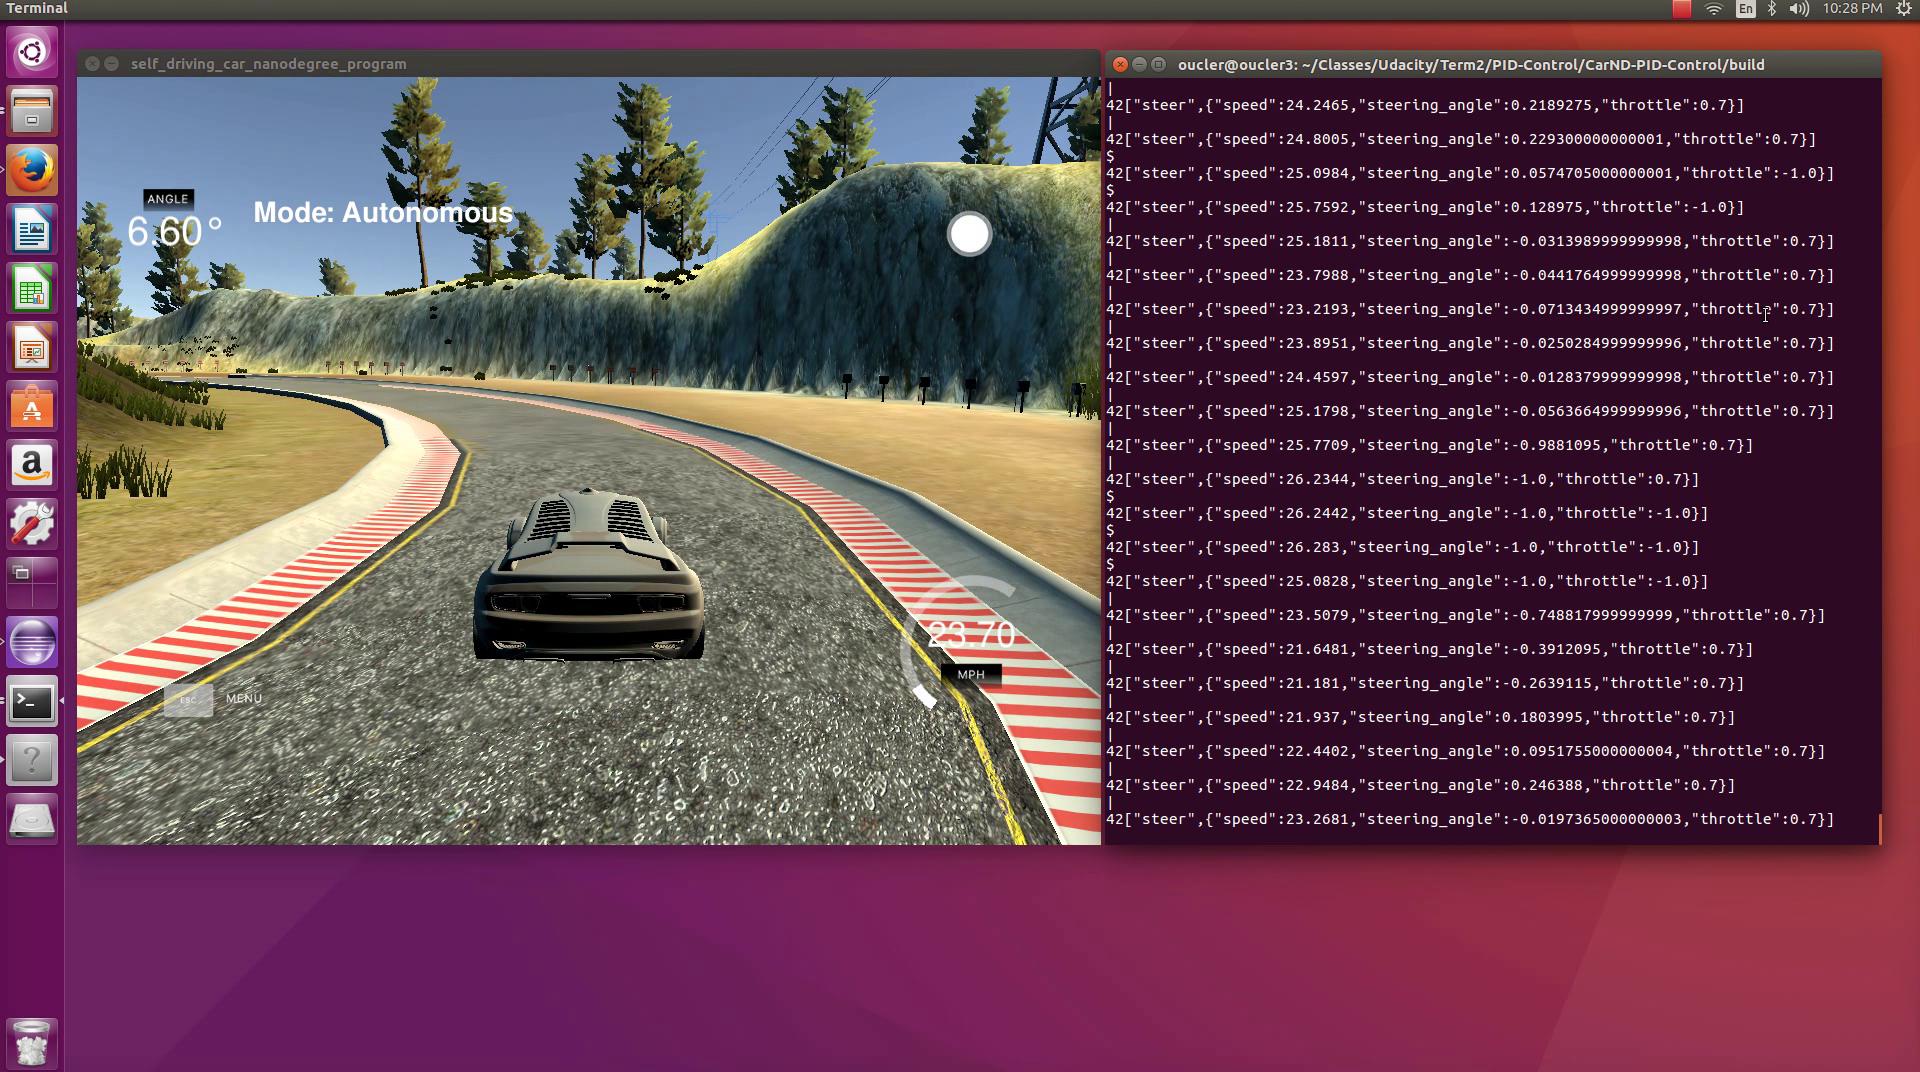 Terminal
En
10:28 PM
self_driving_car_nanodegree_program
ANGLE
6.60°
Mode: Autonomous
23.70
MPH
ESC
MENU
oucler@oucler3: ~/Classes/Udacity/Term2/PID-Control/CarND-PID-Control/build
|
42["steer",{"speed":24.2465,"steering_angle":0.2189275,"throttle":0.7}]
|
42["steer",{"speed":24.8005,"steering_angle":0.229300000000001,"throttle":0.7}]
$
42["steer",{"speed":25.0984,"steering_angle":0.0574705000000001,"throttle":-1.0}]
$
42["steer",{"speed":25.7592,"steering_angle":0.128975,"throttle":-1.0}]
|
42["steer",{"speed":25.1811,"steering_angle":-0.0313989999999998,"throttle":0.7}]
|
42["steer",{"speed":23.7988,"steering_angle":-0.0441764999999998,"throttle":0.7}]
|
42["steer",{"speed":23.2193,"steering_angle":-0.0713434999999997,"throttle":0.7}]
|
42["steer",{"speed":23.8951,"steering_angle":-0.0250284999999996,"throttle":0.7}]
|
42["steer",{"speed":24.4597,"steering_angle":-0.0128379999999998,"throttle":0.7}]
|
42["steer",{"speed":25.1798,"steering_angle":-0.0563664999999996,"throttle":0.7}]
|
42["steer",{"speed":25.7709,"steering_angle":-0.9881095,"throttle":0.7}]
|
42["steer",{"speed":26.2344,"steering_angle":-1.0,"throttle":0.7}]
$
42["steer",{"speed":26.2442,"steering_angle":-1.0,"throttle":-1.0}]
$
42["steer",{"speed":26.283,"steering_angle":-1.0,"throttle":-1.0}]
$
42["steer",{"speed":25.0828,"steering_angle":-1.0,"throttle":-1.0}]
|
42["steer",{"speed":23.5079,"steering_angle":-0.748817999999999,"throttle":0.7}]
|
42["steer",{"speed":21.6481,"steering_angle":-0.3912095,"throttle":0.7}]
|
42["steer",{"speed":21.181,"steering_angle":-0.2639115,"throttle":0.7}]
|
42["steer",{"speed":21.937,"steering_angle":0.1803995,"throttle":0.7}]
|
42["steer",{"speed":22.4402,"steering_angle":0.0951755000000004,"throttle":0.7}]
|
42["steer",{"speed":22.9484,"steering_angle":0.246388,"throttle":0.7}]
|
42["steer",{"speed":23.2681,"steering_angle":-0.0197365000000003,"throttle":0.7}]